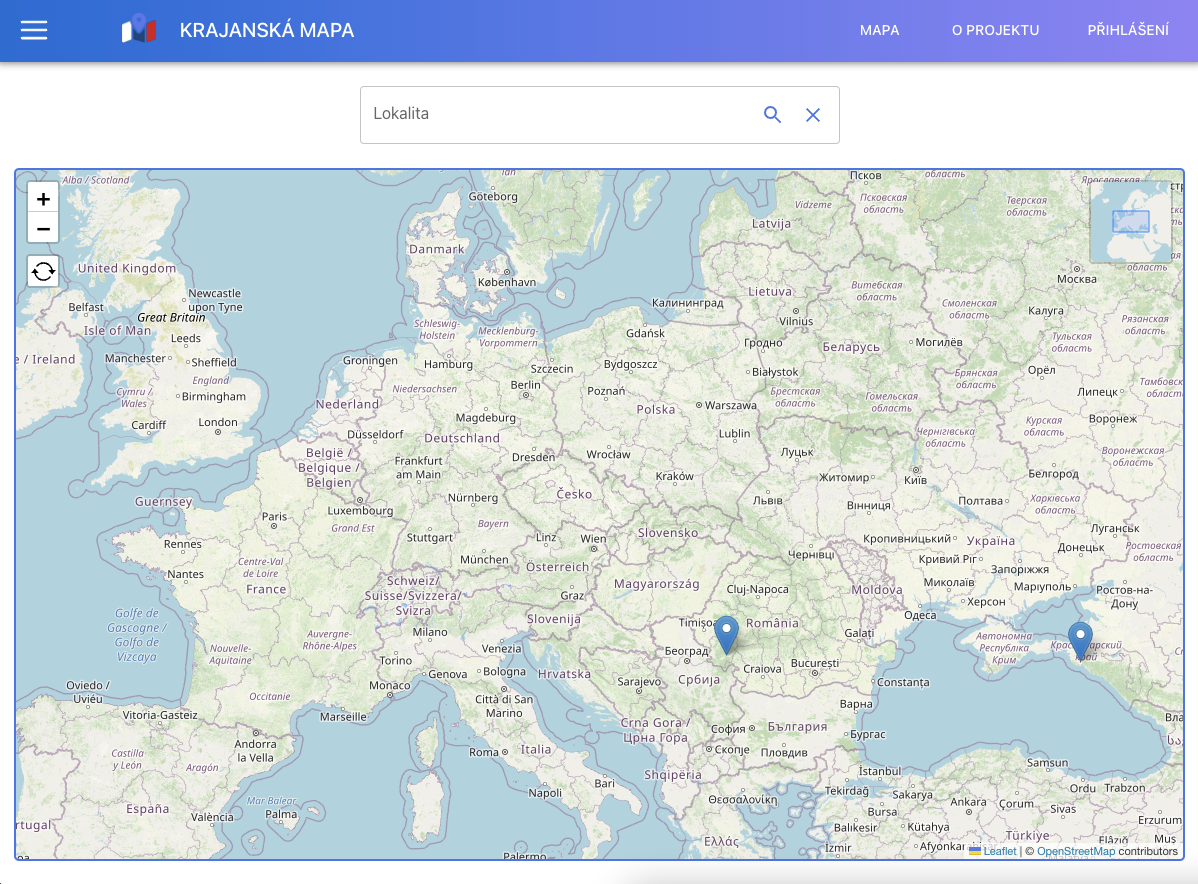 KRAJANSKÁ MAPA
MAPA
O PROJEKTU
PŘIHLÁŠENÍ
Lokalita
+
−
Alba / Scotland
Göteborg
Псков
Псковская
область
Vidzeme
Тверская
область
Latvija
United Kingdom
Danmark
København
Москва
Newcastle
upon Tyne
Belfast
Great Britain
Isle of Man
Leeds
Калининград
Lietuva
Витебская
область
Смоленская
область
Калуга
Рязанская
область
Vilnius
Schleswig-
Holstein
Mecklenburg-
Vorpommern
Gdańsk
Гродно
Беларусь
Могилёв
Тульская
область
/ Ireland
Manchester
Sheffield
Groningen
Hamburg
Szczecin
Bydgoszcz
Białystok
Брянская
область
Орёл
England
Cymru /
Wales
Birmingham
Niedersachsen
Berlin
Poznań
Брестская
область
Гомельская
область
Липецк
Тамбовская
Nederland
Polska
Warszawa
Cardiff
London
Magdeburg
Düsseldorf
Deutschland
Lublin
Чернігівська
область
Курская
область
Воронеж
België /
Belgique /
Belgien
Frankfurt
am Main
Dresden
Wrocław
Луцьк
Воронежская
область
Kraków
Житомир
Київ
Белгород
Guernsey
Luxembourg
Nürnberg
Česko
Львів
Вінниця
Полтава
Харківська
область
Paris
Grand Est
Bayern
Stuttgart
Linz
Wien
Slovensko
Луганськ
Rennes
München
Österreich
Чернівці
Кропивницький
Україна
Донецьк
Ростовская
область
Кривий Ріг
Запоріжжя
Nantes
Centre-Val
de Loire
France
Schweiz/
Suisse/Svizzera/
Svizra
Graz
Magyarország
Cluj-Napoca
Moldova
Миколаїв
Маріуполь
Ростов-на-
Дону
Херсон
Golfe de
Gascogne /
Golfo de
Vizcaya
Slovenija
Одеса
Auvergne-
Rhône-Alpes
Milano
Timișoa
România
Galați
Автономна
Республіка
Крим
Nouvelle-
Aquitaine
Torino
Venezia
Београд
Craiova
București
Genova
Bologna
Hrvatska
Србија
Constanța
Oviedo /
Uviéu
Occitanie
Monaco
Sarajevo
Vitoria-Gasteiz
Marseille
Città di San
Marino
Crna Gora /
Црна Гора
София
България
Варна
Бургас
Andorra
la Vella
Roma
Italia
Скопје
Пловдив
Castilla
y León
Aragón
Shqipëria
İstanbul
Samsun
Ordu
Trabzon
Napoli
Bari
Θεσσαλονίκη
Tekirdağ
Sakarya
Ankara
Çorum
Sivas
España
València
Mar Balear
Palma
Bursa
Erzurum
Balıkesir
Kütahya
Türkiye
Elâzığ
Muş
Ελλάς
İzmir
Palermo
Leaflet | © OpenStreetMap contributors